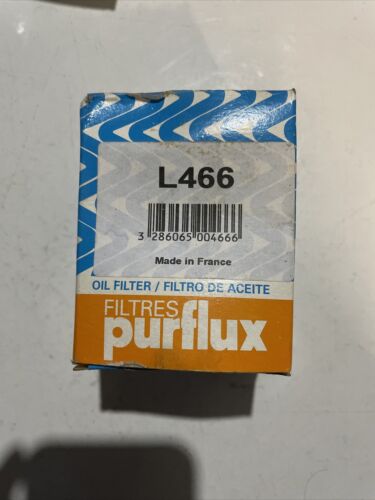 L466
3 286065 004666
Made in France
OIL FILTER / FILTRO DE ACEITE
FILTRES
purflux